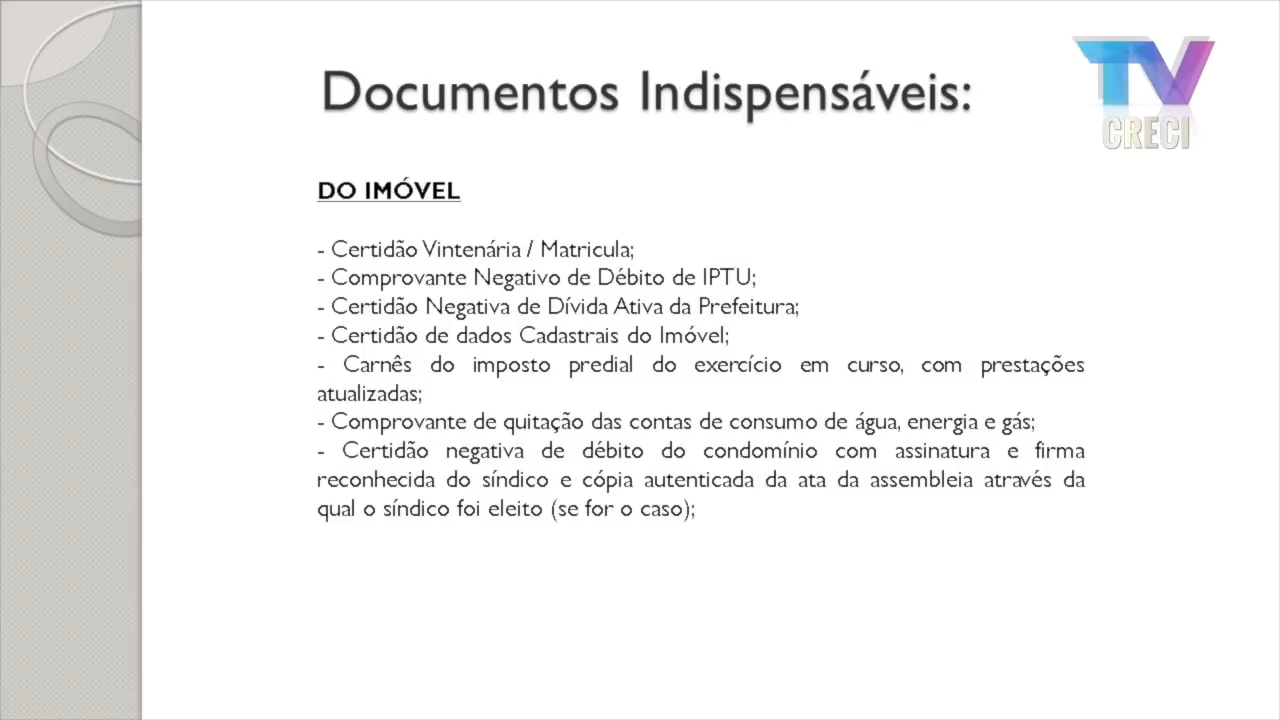 Documentos Indispensáveis:
TV
CRECI
DO IMÓVEL
- Certidão Vintenária / Matricula;
- Comprovante Negativo de Débito de IPTU;
- Certidão Negativa de Dívida Ativa da Prefeitura;
- Certidão de dados Cadastrais do Imóvel;
- Carnês do imposto predial do exercício em curso, com prestações
atualizadas;
- Comprovante de quitação das contas de consumo de água, energia e gás;
- Certidão negativa de débito do condomínio com assinatura e firma
reconhecida do síndico e cópia autenticada da ata da assembleia através da
qual o síndico foi eleito (se for o caso);